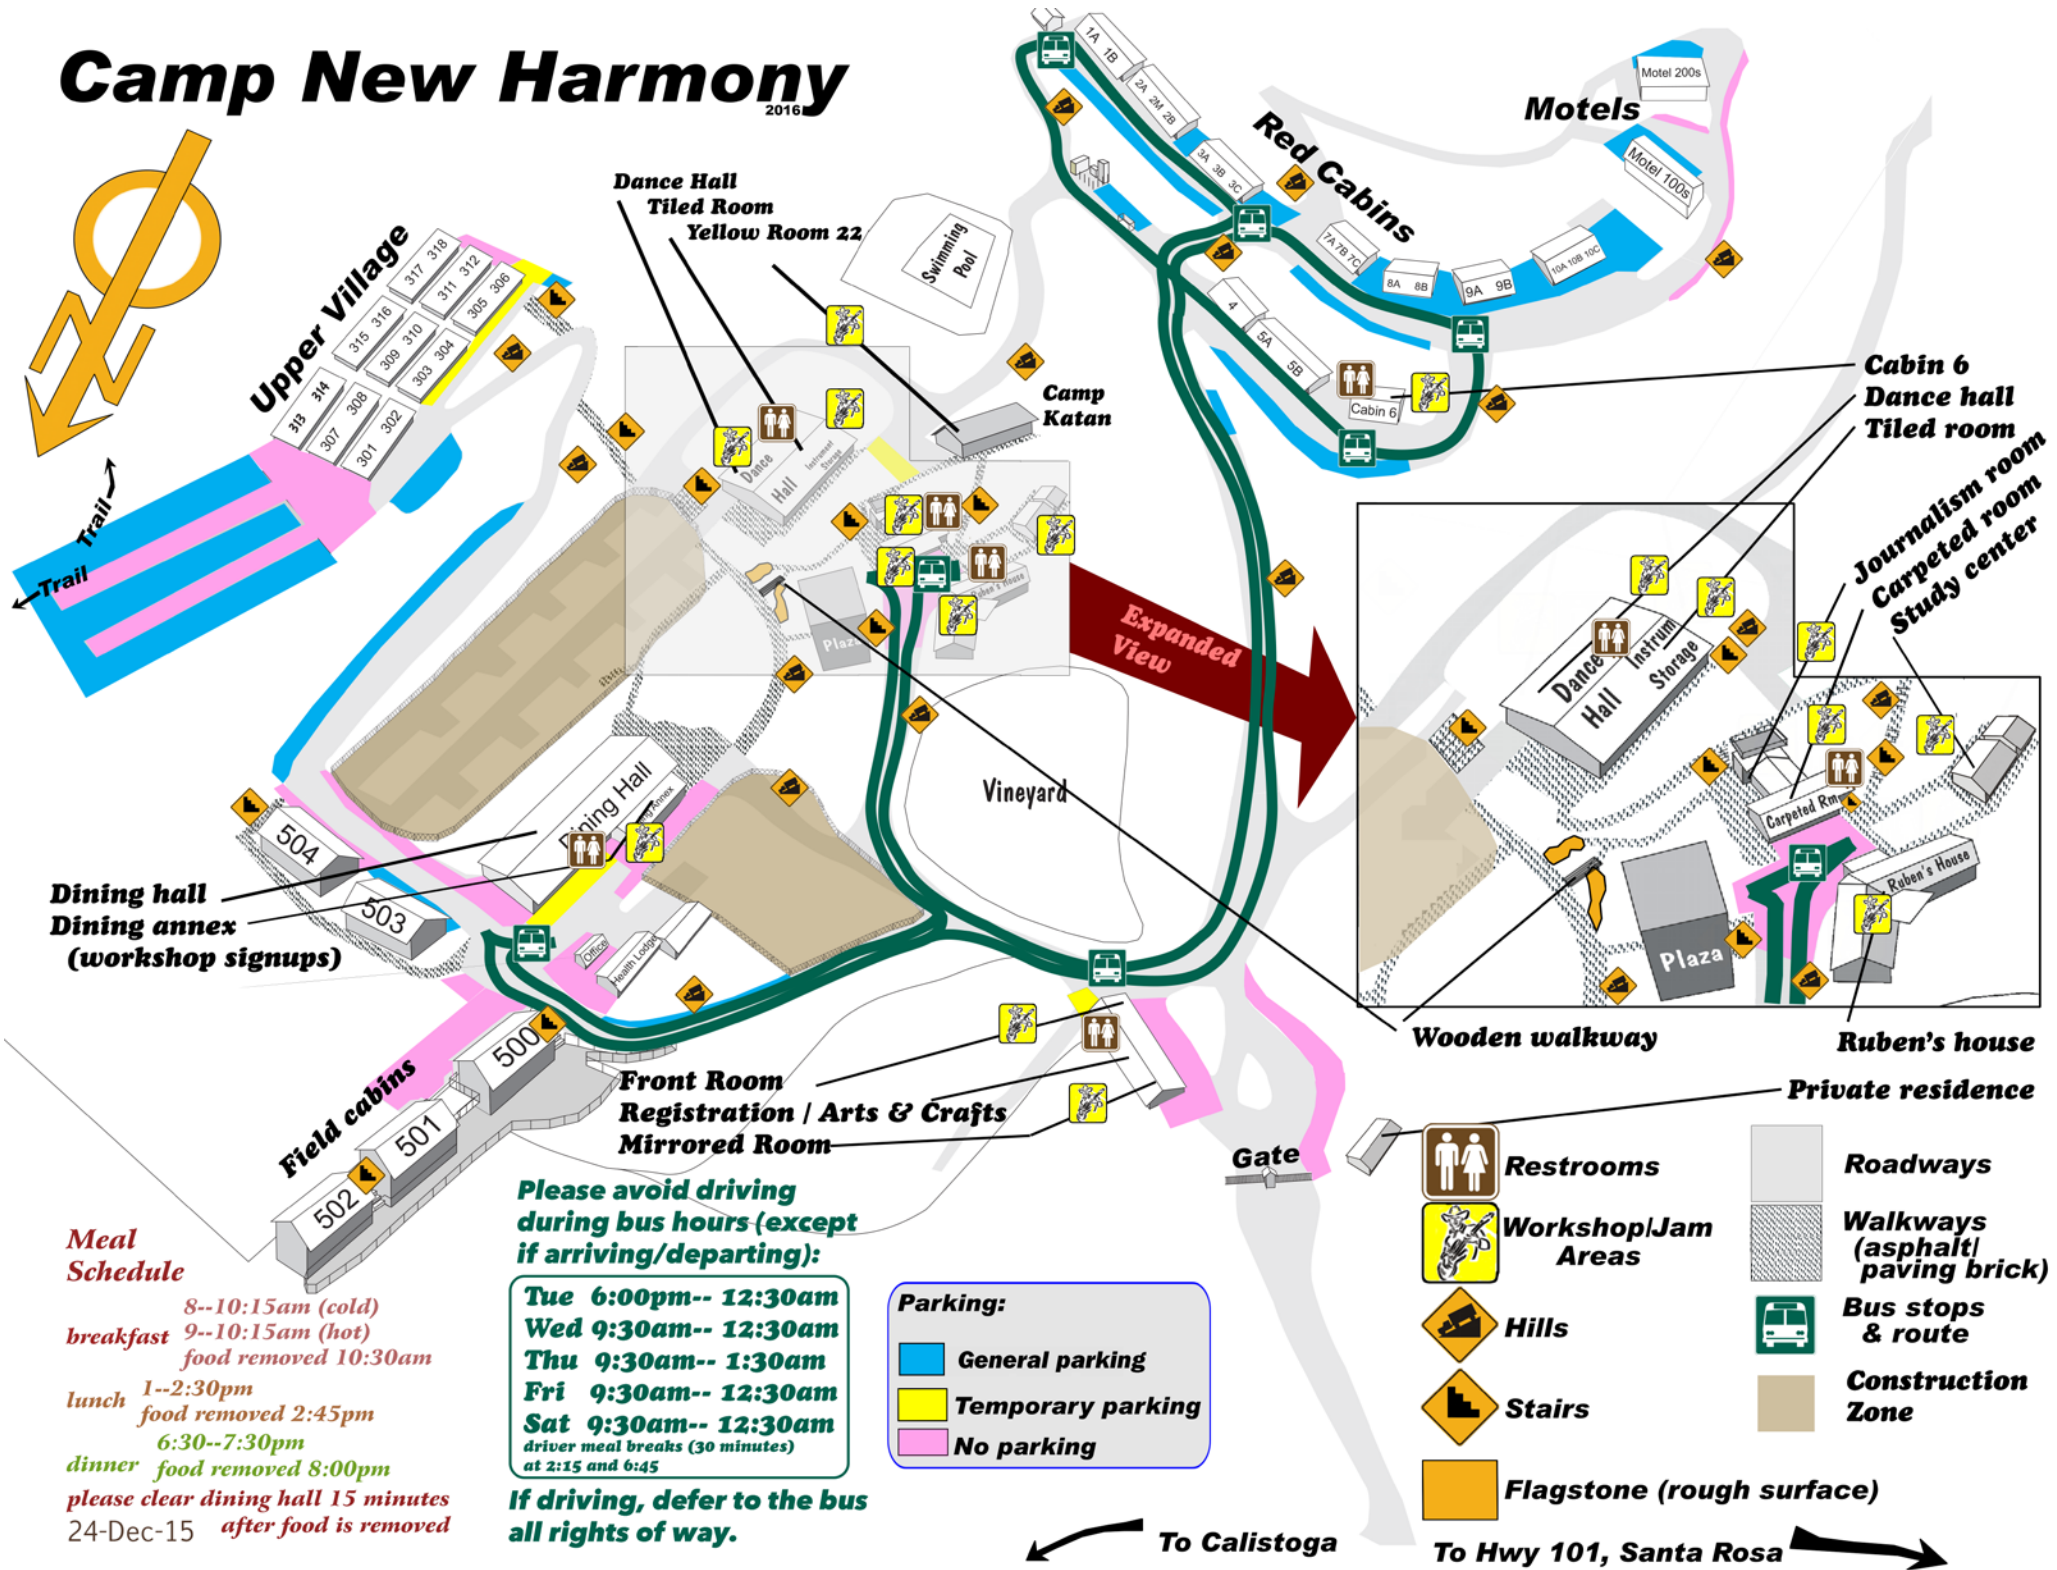 Camp New Harmony
2016
N
Dance Hall
Tiled Room
Yellow Room 22
Upper Village
318
317
312
311
306
305
316
315
310
309
304
303
314
313
308
307
302
301
Trail
Trail
Swimming
Pool
Camp
Katan
Dance
Hall
Instrument
Storage
Plaza
Ruben's House
1A 1B
2A 2M 2B
3A 3B 3C
Red Cabins
Motels
Motel 200s
Motel 100s
7A 7B 7C
8A 8B
9A 9B
10A 10B 10C
4
5A 5B
Cabin 6
Cabin 6
Dance hall
Tiled room
Journalism room
Carpeted room
Study center
Expanded
View
Vineyard
Dance
Hall
Instrum
Storage
Carpeted Rm
Ruben's House
Plaza
Wooden walkway
Ruben's house
Private residence
Dining Hall
Annex
504
503
Dining hall
Dining annex
(workshop signups)
Office
Health Lodge
500
501
502
Field cabins
Front Room
Registration / Arts & Crafts
Mirrored Room
Gate
Meal
Schedule
8--10:15am (cold)
breakfast 9--10:15am (hot)
food removed 10:30am
lunch 1--2:30pm
food removed 2:45pm
6:30--7:30pm
dinner food removed 8:00pm
please clear dining hall 15 minutes
after food is removed
24-Dec-15
Please avoid driving
during bus hours (except
if arriving/departing):
Tue 6:00pm-- 12:30am
Wed 9:30am-- 12:30am
Thu 9:30am-- 1:30am
Fri 9:30am-- 12:30am
Sat 9:30am-- 12:30am
driver meal breaks (30 minutes)
at 2:15 and 6:45
If driving, defer to the bus
all rights of way.
Parking:
General parking
Temporary parking
No parking
Restrooms
Workshop/Jam
Areas
Hills
Stairs
Flagstone (rough surface)
Roadways
Walkways
(asphalt/
paving brick)
Bus stops
& route
Construction
Zone
To Calistoga
To Hwy 101, Santa Rosa